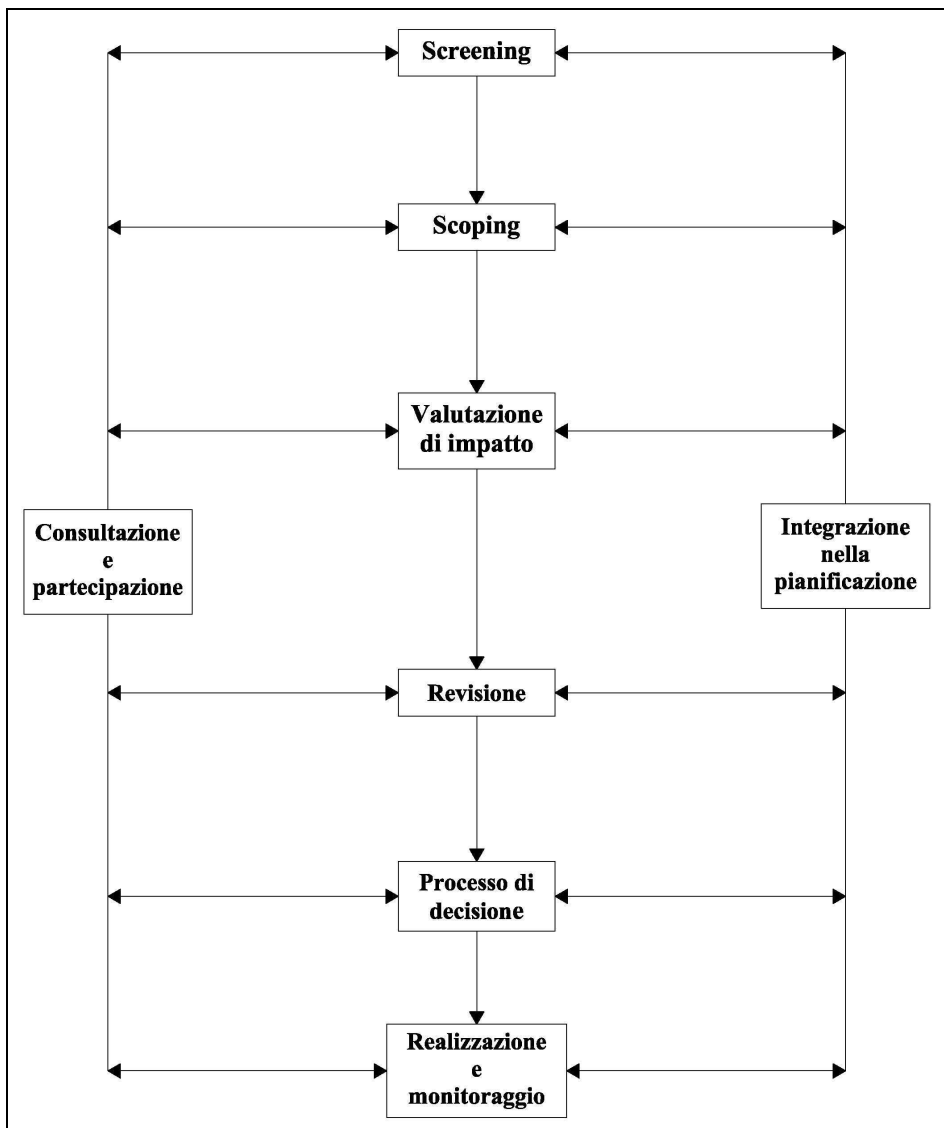 Screening
Scoping
Valutazione
di impatto
Consultazione
e
partecipazione
Integrazione
nella
pianificazione
Revisione
Processo di
decisione
Realizzazione
e
monitoraggio